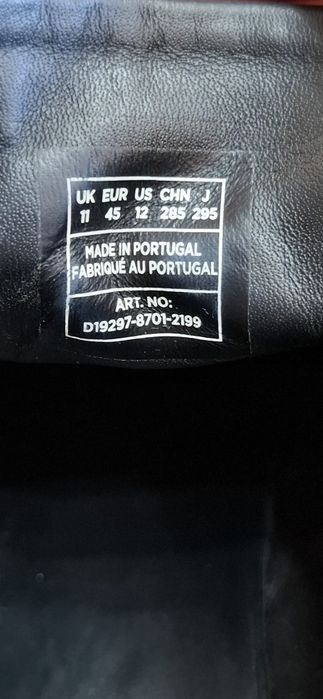 UK EUR US CHN J
11 45 12 285 295
MADE IN PORTUGAL
FABRIQUÉ AU PORTUGAL
ART. NO:
D19297-8701-2199